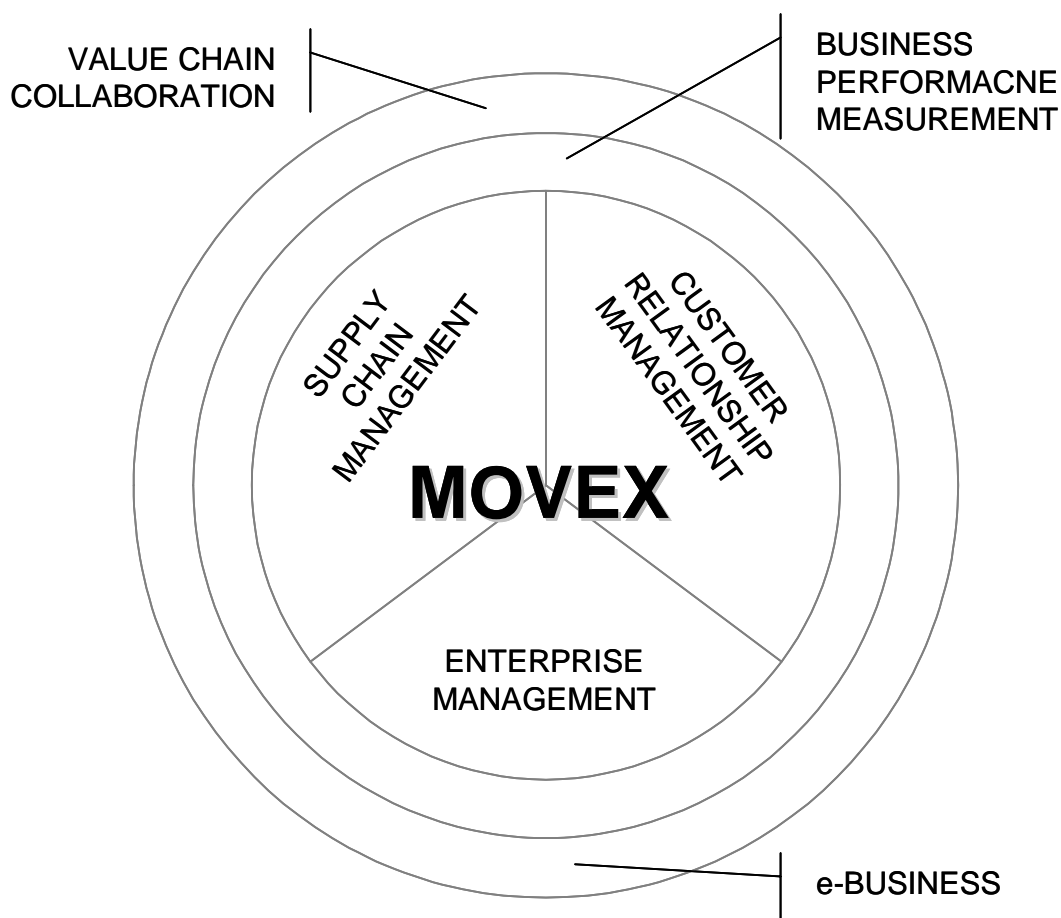 VALUE CHAIN
COLLABORATION
BUSINESS
PERFORMACNE
MEASUREMENT
SUPPLY
CHAIN
MANAGEMENT
CUSTOMER
RELATIONSHIP
MANAGEMENT
MOVEX
ENTERPRISE
MANAGEMENT
e-BUSINESS